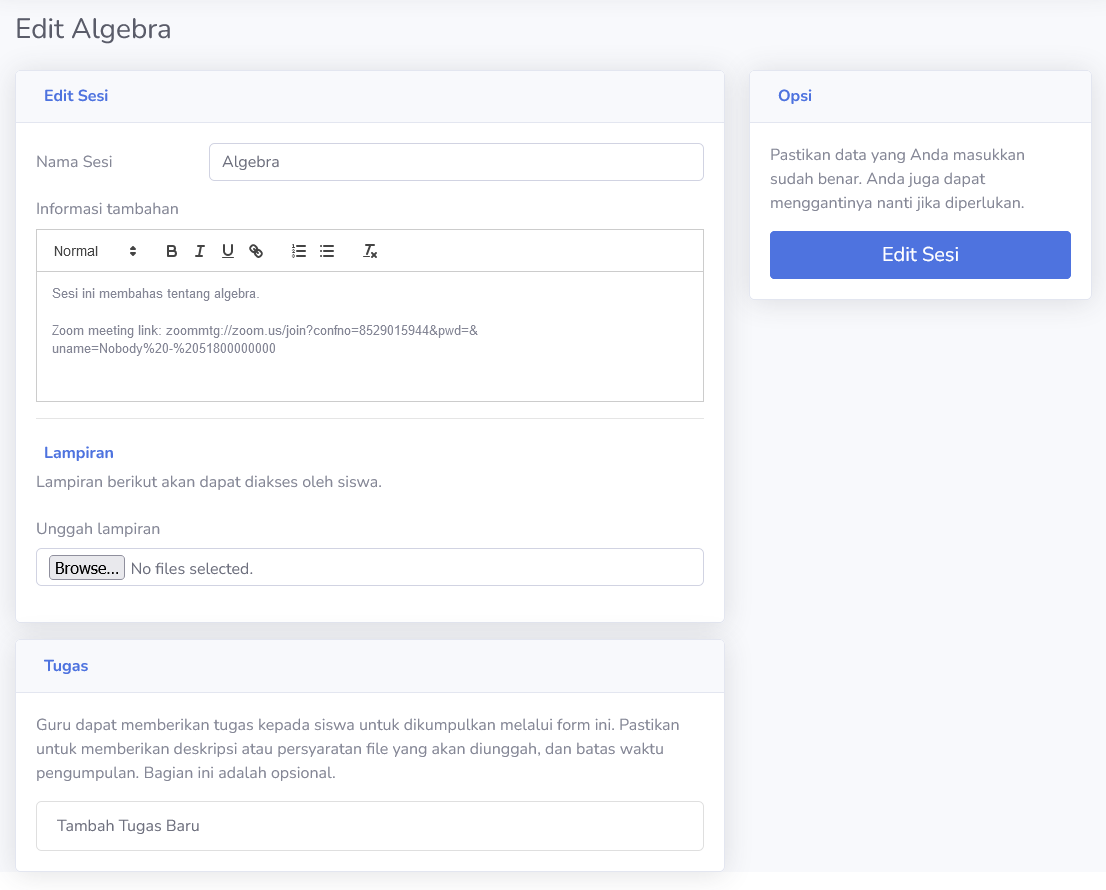 Edit Algebra
Edit Sesi
Nama Sesi
Algebra
Informasi tambahan
Normal
Sesi ini membahas tentang algebra.
Zoom meeting link: zoommtg://zoom.us/join?confno=8529015944&pwd=&
uname=Nobody%20-%2051800000000
Lampiran
Lampiran berikut akan dapat diakses oleh siswa.
Unggah lampiran
Browse... No files selected.
Tugas
Guru dapat memberikan tugas kepada siswa untuk dikumpulkan melalui form ini. Pastikan
untuk memberikan deskripsi atau persyaratan file yang akan diunggah, dan batas waktu
pengumpulan. Bagian ini adalah opsional.
Tambah Tugas Baru
Opsi
Pastikan data yang Anda masukkan
sudah benar. Anda juga dapat
menggantinya nanti jika diperlukan.
Edit Sesi